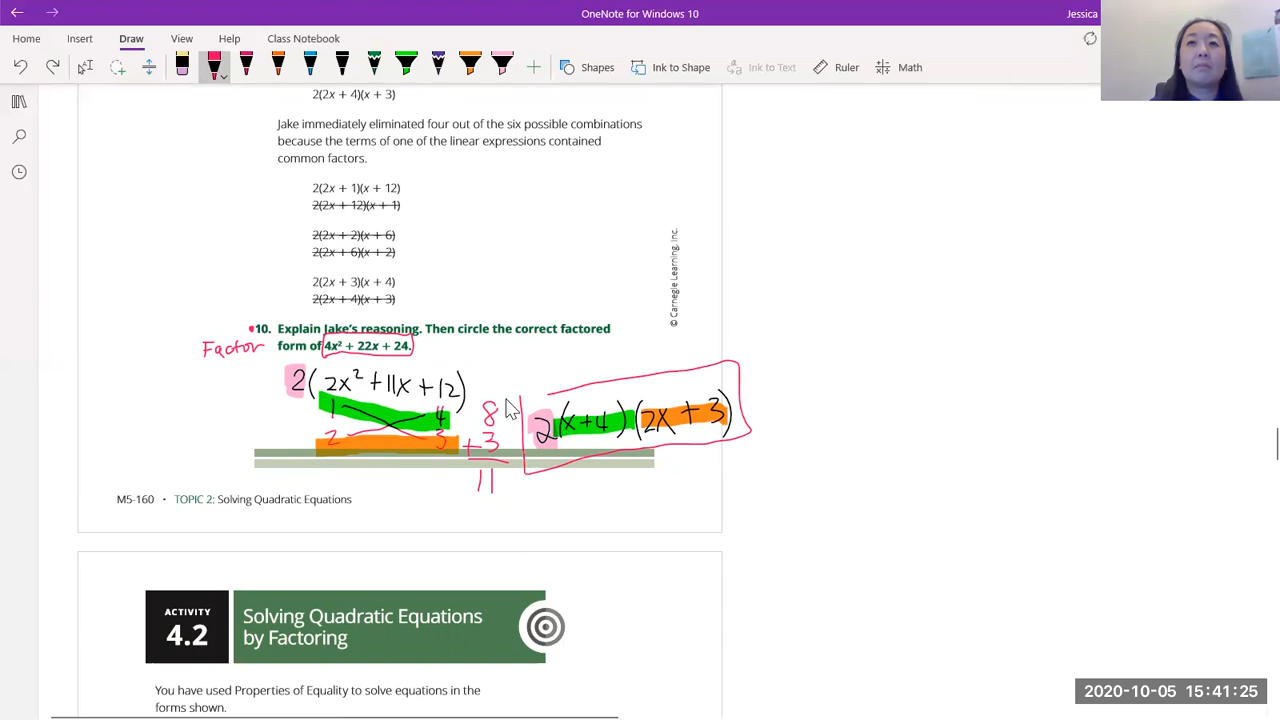 OneNote for Windows 10
Jessica
Home Insert Draw View Help Class Notebook
Shapes Ink to Shape Ink to Text Ruler Math
2(2x + 4)(x + 3)
Jake immediately eliminated four out of the six possible combinations
because the terms of one of the linear expressions contained
common factors.
2(2x + 1)(x + 12)
2(2x + 12)(x + 1)
2(2x + 2)(x + 6)
2(2x + 6)(x + 2)
2(2x + 3)(x + 4)
2(2x + 4)(x + 3)
© Carnegie Learning, Inc.
10. Explain Jake's reasoning. Then circle the correct factored
Factor form of 4x² + 22x + 24.
2(2x² + 11x + 12)
1 4 8
2 3 +3
11
2(x+4)(2x + 3)
M5-160 • TOPIC 2: Solving Quadratic Equations
ACTIVITY
4.2
Solving Quadratic Equations
by Factoring
You have used Properties of Equality to solve equations in the
forms shown.
2020-10-05 15:41:25